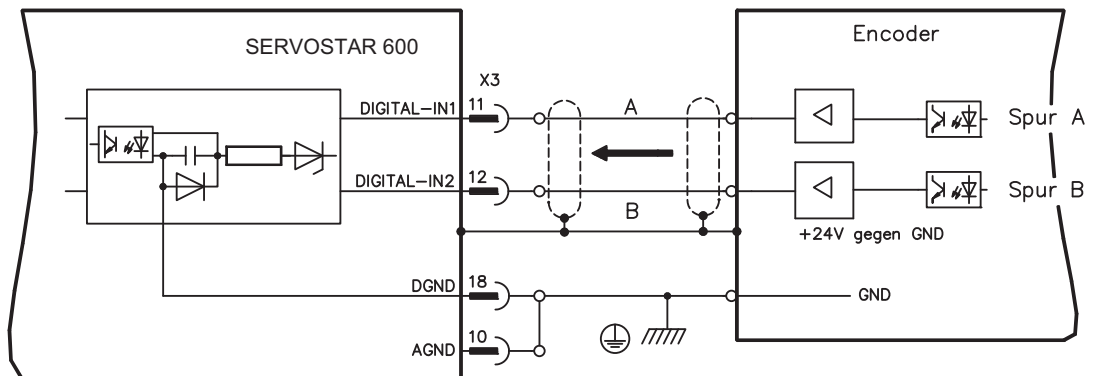 SERVOSTAR 600
Encoder
X3
DIGITAL-IN1
11
A
Spur A
DIGITAL-IN2
12
B
Spur B
+24V gegen GND
DGND
18
GND
AGND
10